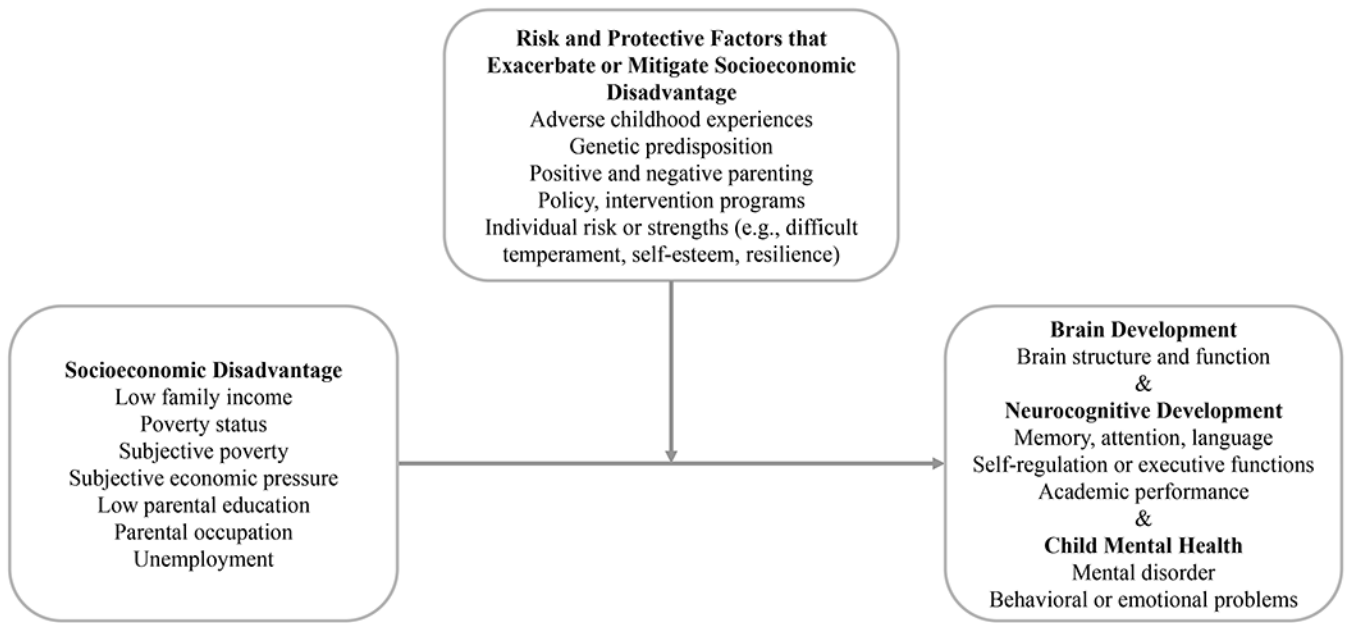 Risk and Protective Factors that
Exacerbate or Mitigate Socioeconomic
Disadvantage
Adverse childhood experiences
Genetic predisposition
Positive and negative parenting
Policy, intervention programs
Individual risk or strengths (e.g., difficult
temperament, self-esteem, resilience)
Socioeconomic Disadvantage
Low family income
Poverty status
Subjective poverty
Subjective economic pressure
Low parental education
Parental occupation
Unemployment
Brain Development
Brain structure and function
&
Neurocognitive Development
Memory, attention, language
Self-regulation or executive functions
Academic performance
&
Child Mental Health
Mental disorder
Behavioral or emotional problems